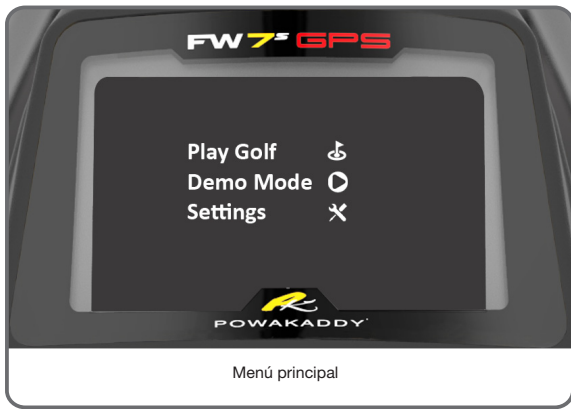 FW7s GPS
Play Golf
Demo Mode
Settings
POWAKADDY
Menú principal